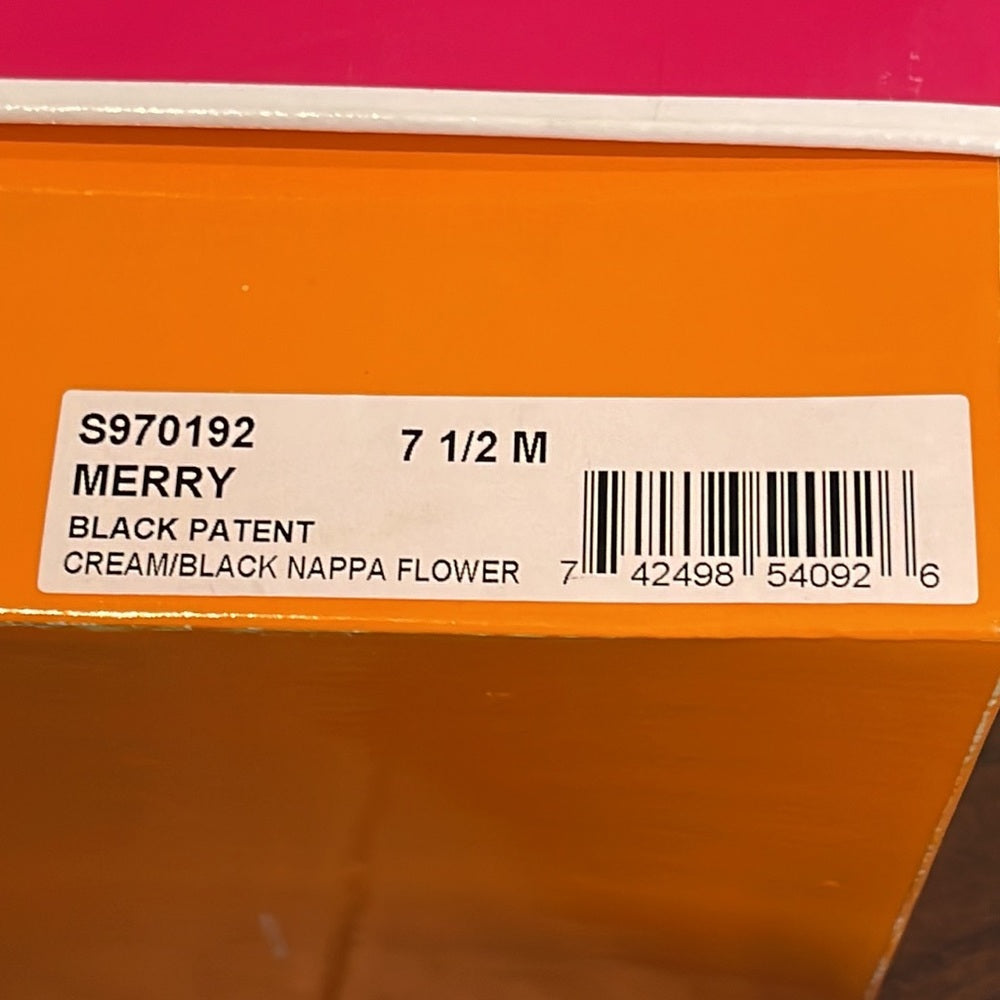 S970192
7 1/2 M
MERRY
BLACK PATENT
CREAM/BLACK NAPPA FLOWER
7 42498 54092 6